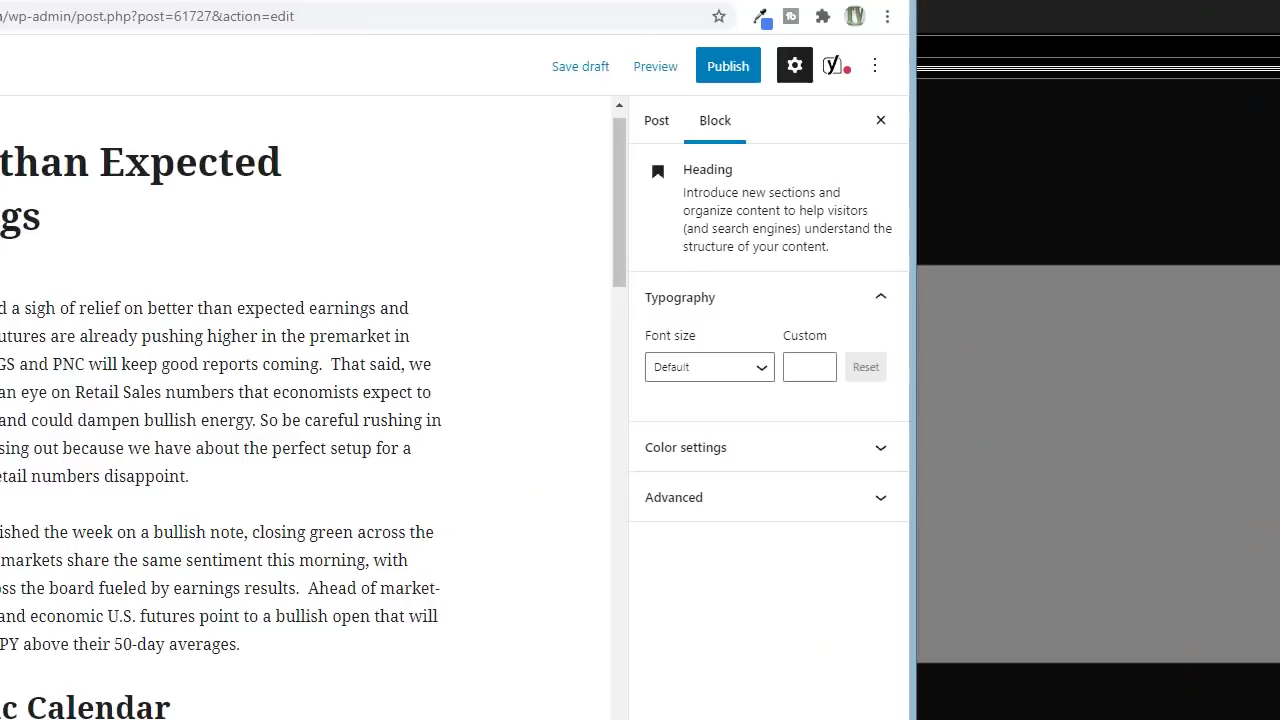 /wp-admin/post.php?post=61727&action=edit
Save draft
Preview
Publish
than Expected
gs
d a sigh of relief on better than expected earnings and
utures are already pushing higher in the premarket in
GS and PNC will keep good reports coming.  That said, we
an eye on Retail Sales numbers that economists expect to
and could dampen bullish energy. So be careful rushing in
sing out because we have about the perfect setup for a
etail numbers disappoint.
ished the week on a bullish note, closing green across the
markets share the same sentiment this morning, with
oss the board fueled by earnings results.  Ahead of market-
and economic U.S. futures point to a bullish open that will
PY above their 50-day averages.
c Calendar
Post
Block
Heading
Introduce new sections and
organize content to help visitors
(and search engines) understand the
structure of your content.
Typography
Font size
Custom
Default
Reset
Color settings
Advanced